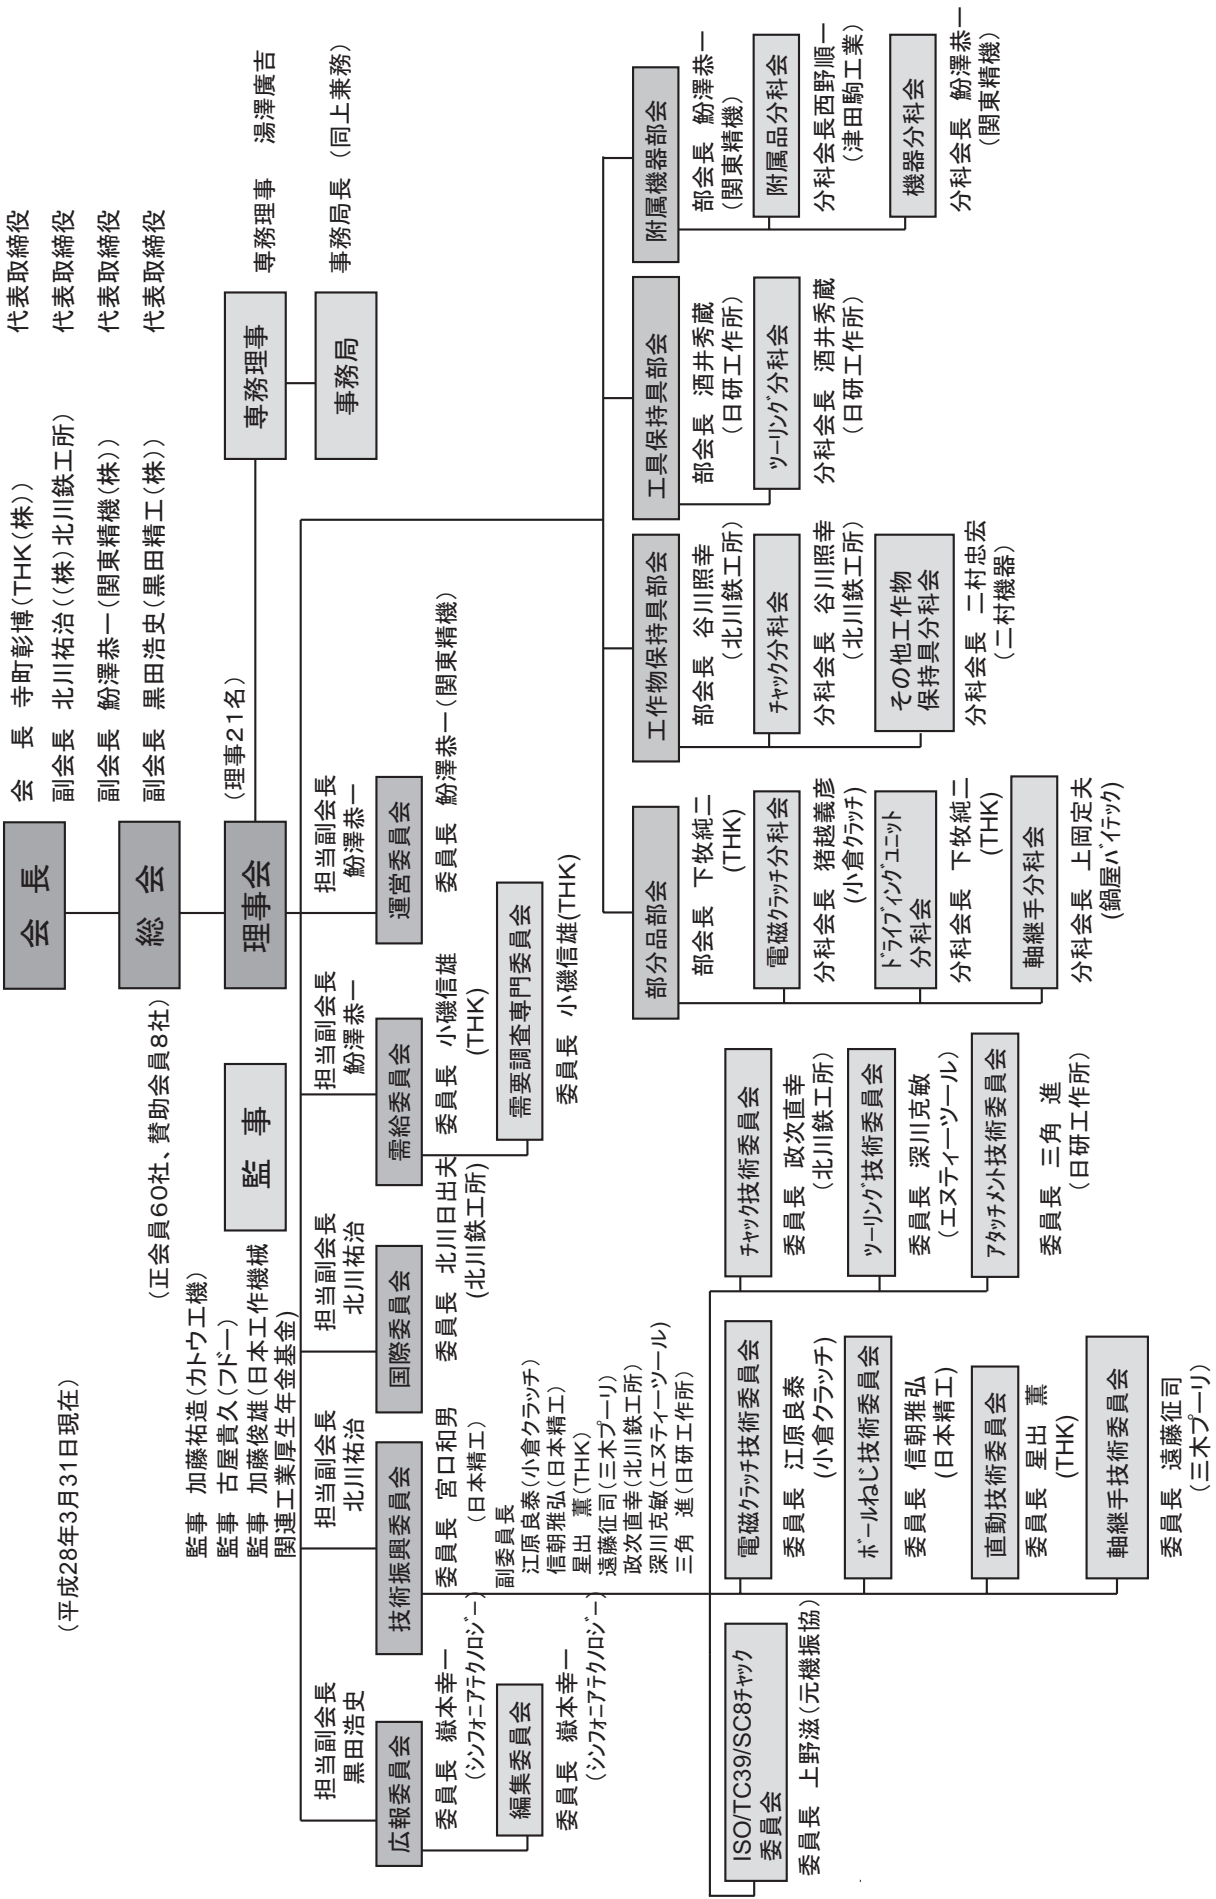 (平成28年3月31日現在)
会長
会　長　寺町彰博(THK(株))　代表取締役
副会長　北川祐治((株)北川鉄工所)　代表取締役
副会長　鮒澤恭一(関東精機(株))　代表取締役
副会長　黒田浩史(黒田精工(株))　代表取締役
総会
(正会員60社、賛助会員8社)
監事
監事　加藤祐造(カトウ工機)
監事　古屋貴久(フドー)
監事　加藤俊雄(日本工作機械
関連工業厚生年金基金)
理事会
(理事21名)
専務理事
専務理事　湯澤廣吉
事務局
事務局長　(同上兼務)
担当副会長
黒田浩史
広報委員会
委員長　嶽本幸一
(シンフォニアテクノロジー)
編集委員会
委員長　嶽本幸一
(シンフォニアテクノロジー)
担当副会長
北川祐治
技術振興委員会
委員長　宮口和男
(日本精工)
副委員長
江原良泰(小倉クラッチ)
信朝雅弘(日本精工)
星出　薫(THK)
遠藤征司(三木プーリ)
政次直幸(北川鉄工所)
深川克敏(エヌティーツール)
三角　進(日研工作所)
担当副会長
北川祐治
国際委員会
委員長　北川日出夫
(北川鉄工所)
担当副会長
鮒澤恭一
需給委員会
委員長　小磯信雄
(THK)
需要調査専門委員会
委員長　小磯信雄(THK)
担当副会長
鮒澤恭一
運営委員会
委員長　鮒澤恭一(関東精機)
ISO/TC39/SC8チャック
委員会
委員長　上野滋(元機振協)
電磁クラッチ技術委員会
委員長　江原良泰
(小倉クラッチ)
ボールねじ技術委員会
委員長　信朝雅弘
(日本精工)
直動技術委員会
委員長　星出　薫
(THK)
軸継手技術委員会
委員長　遠藤征司
(三木プーリ)
チャック技術委員会
委員長　政次直幸
(北川鉄工所)
ツーリング技術委員会
委員長　深川克敏
(エヌティーツール)
アタッチメント技術委員会
委員長　三角　進
(日研工作所)
部分品部会
部会長　下牧純二
(THK)
電磁クラッチ分科会
分科会長　猪越義彦
(小倉クラッチ)
ドライブィングユニット
分科会
分科会長　下牧純二
(THK)
軸継手分科会
分科会長　上岡定夫
(鍋屋バイテック)
工作物保持具部会
部会長　谷川照幸
(北川鉄工所)
チャック分科会
分科会長　谷川照幸
(北川鉄工所)
その他工作物
保持具分科会
分科会長　二村忠宏
(二村機器)
工具保持具部会
部会長　酒井秀蔵
(日研工作所)
ツーリング分科会
分科会長　酒井秀蔵
(日研工作所)
附属機器部会
部会長　鮒澤恭一
(関東精機)
附属品分科会
分科会長西野順一
(津田駒工業)
機器分科会
分科会長　鮒澤恭一
(関東精機)